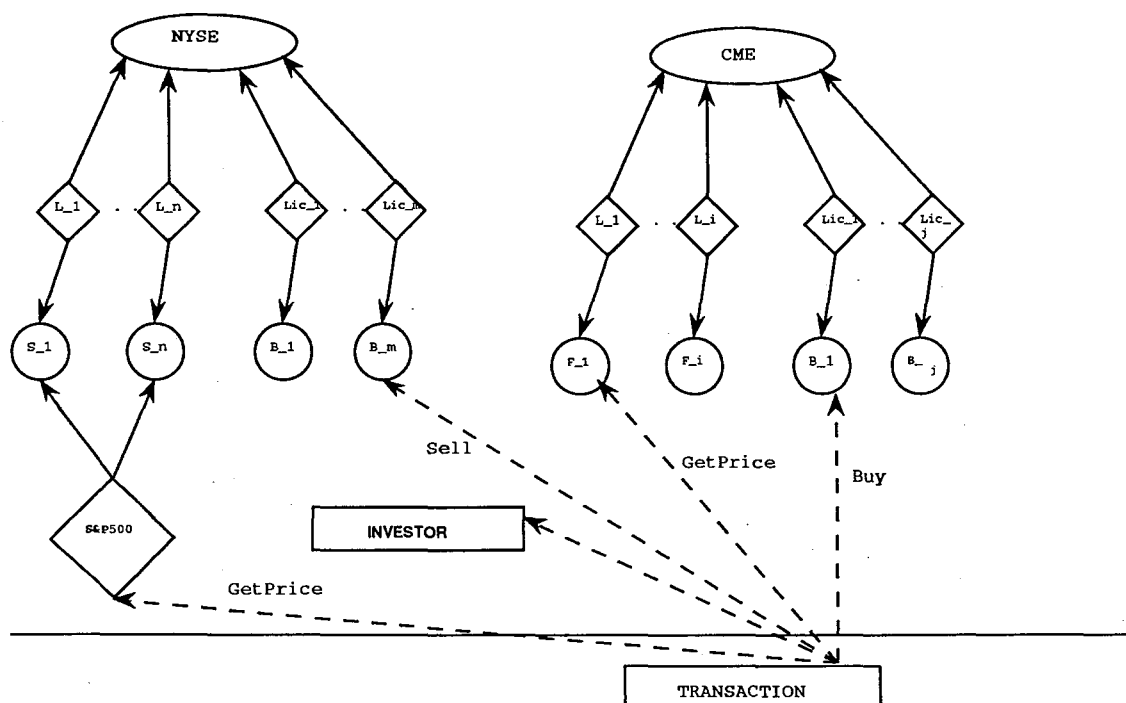 NYSE
CME
L_1 . . L_n Lic_1 . . Lic_m
L_1 . . L_i Lic_1 . . Lic_
j
S_1 S_n B_1 B_m
F_1 F_i B_1 B_ j
Sell
GetPrice
Buy
S&P500
INVESTOR
GetPrice
TRANSACTION